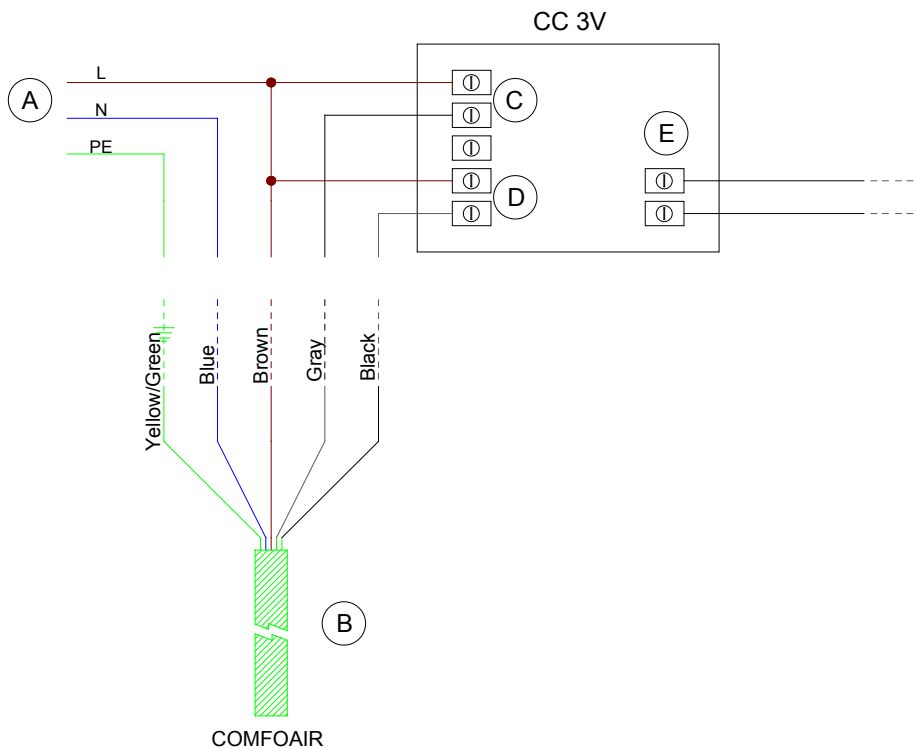 CC 3V
A
L
N
PE
C
D
E
Yellow/Green
Blue
Brown
Gray
Black
B
COMFOAIR